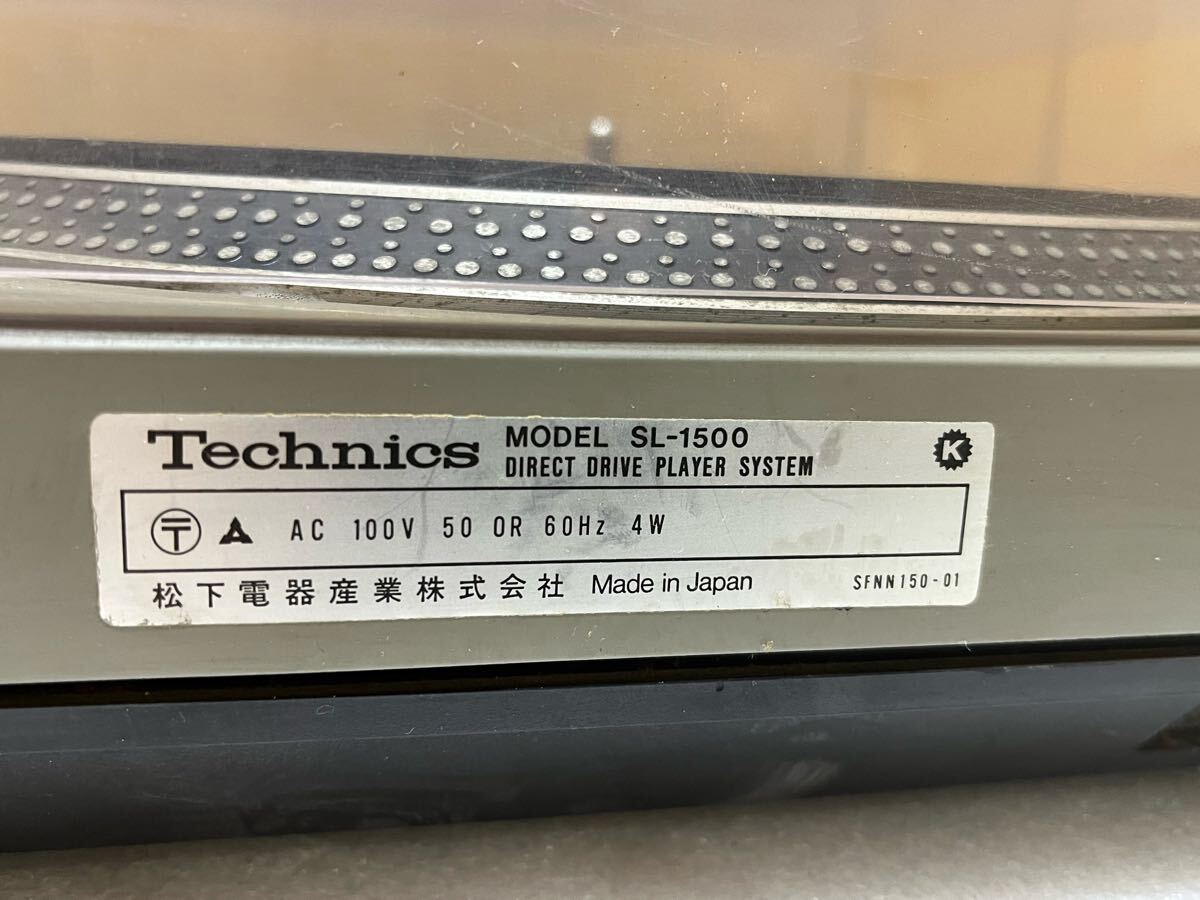 Technics MODEL SL-1500
DIRECT DRIVE PLAYER SYSTEM
K
〒 A AC 100V 50 OR 60Hz 4W
松下電器産業株式会社 Made in Japan SFNN150-01